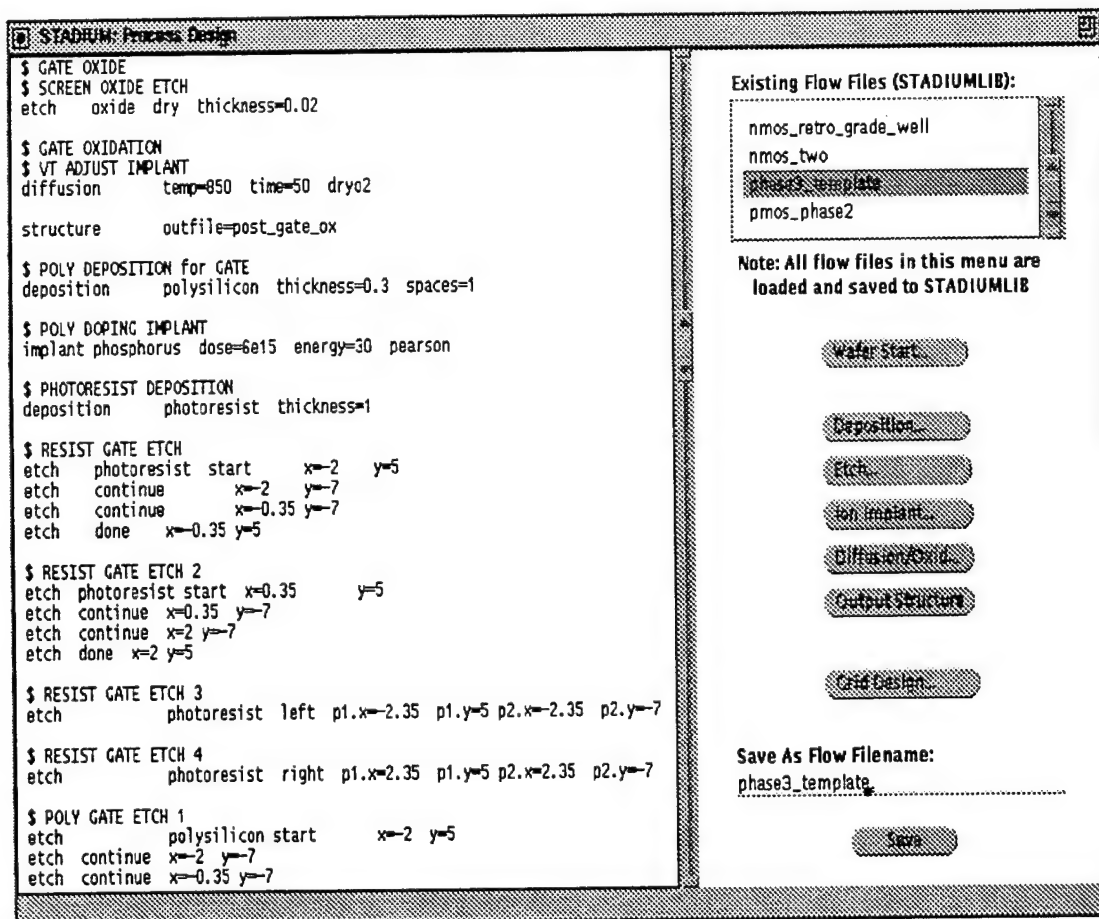 STADIUM: Process Design
$ GATE OXIDE
$ SCREEN OXIDE ETCH
etch oxide dry thickness=0.02
$ GATE OXIDATION
$ VT ADJUST IMPLANT
diffusion temp=850 time=50 dryo2
structure outfile=post_gate_ox
$ POLY DEPOSITION for GATE
deposition polysilicon thickness=0.3 spaces=1
$ POLY DOPING IMPLANT
implant phosphorus dose=6e15 energy=30 pearson
$ PHOTORESIST DEPOSITION
deposition photoresist thickness=1
$ RESIST GATE ETCH
etch photoresist start x=-2 y=5
etch continue x=-2 y=-7
etch continue x=-0.35 y=-7
etch done x=-0.35 y=5
$ RESIST GATE ETCH 2
etch photoresist start x=0.35 y=5
etch continue x=0.35 y=-7
etch continue x=2 y=-7
etch done x=2 y=5
$ RESIST GATE ETCH 3
etch photoresist left p1.x=-2.35 p1.y=5 p2.x=-2.35 p2.y=-7
$ RESIST GATE ETCH 4
etch photoresist right p1.x=2.35 p1.y=5 p2.x=2.35 p2.y=-7
$ POLY GATE ETCH 1
etch polysilicon start x=-2 y=5
etch continue x=-2 y=-7
etch continue x=-0.35 y=-7
Existing Flow Files (STADIUMLIB):
nmos_retro_grade_well
nmos_two
phase3_template
pmos_phase2
Note: All flow files in this menu are
loaded and saved to STADIUMLIB
Wafer Start...
Deposition...
Etch...
Ion Implant...
Diffusion/Oxid...
Output Structure
Grid Design...
Save As Flow Filename:
phase3_template
Save